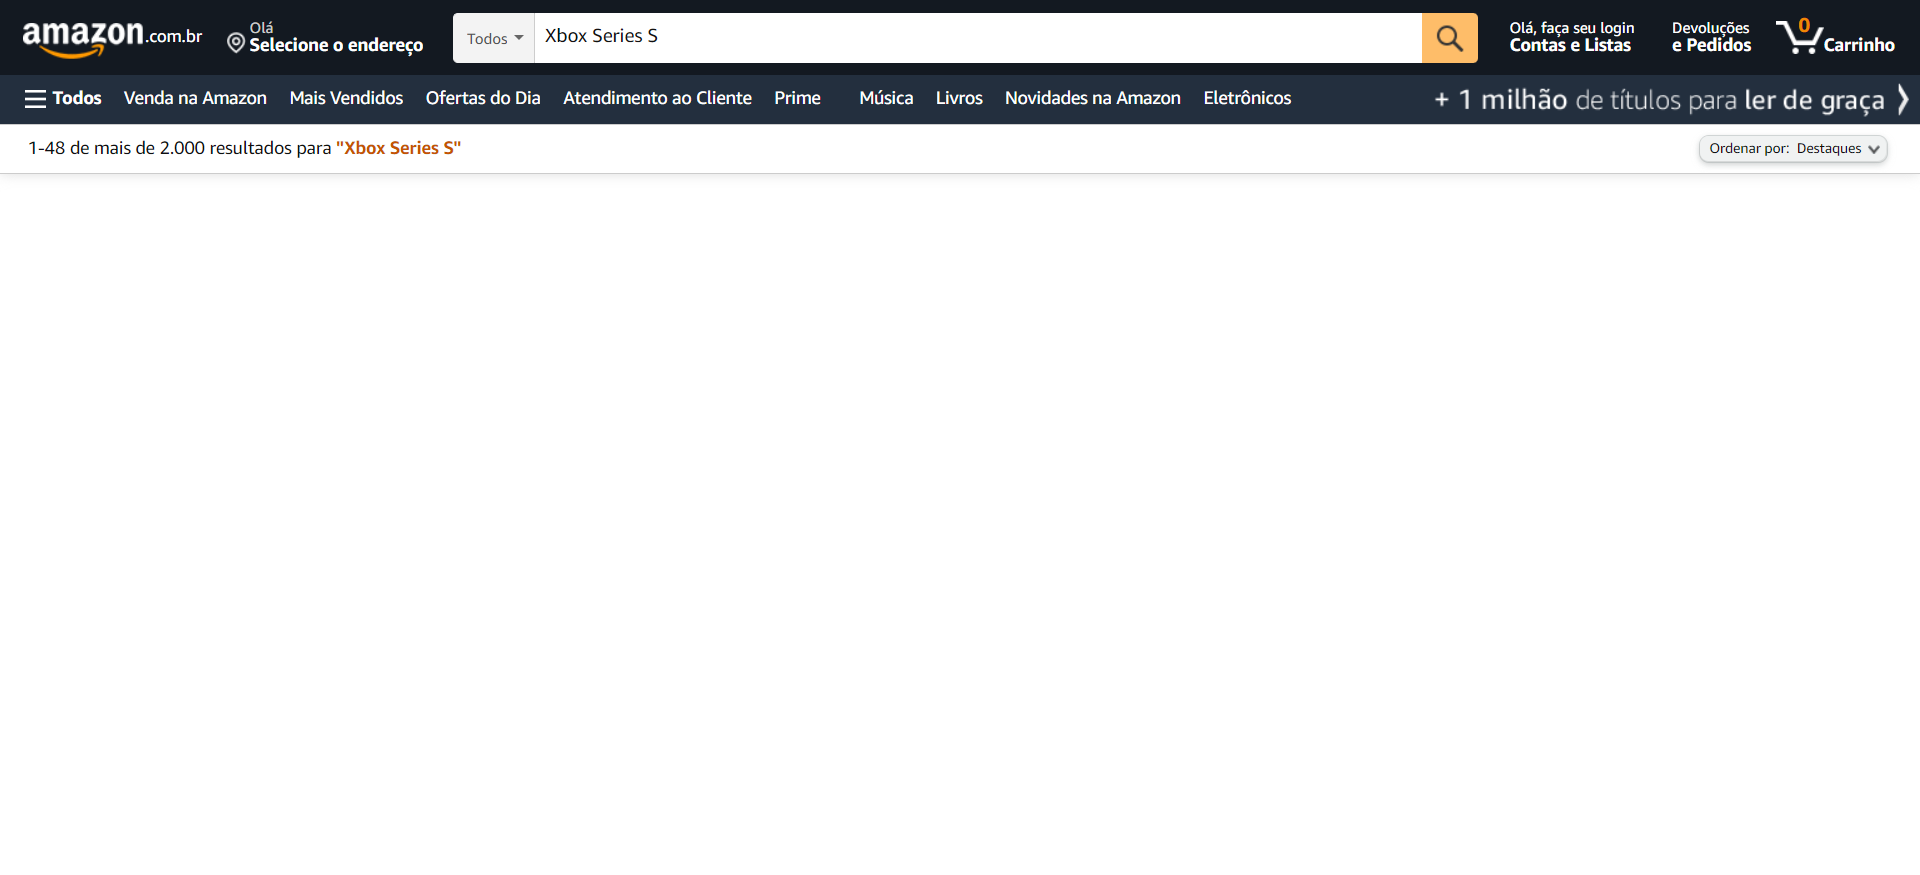 amazon.com.br
Olá
Selecione o endereço
Todos
Xbox Series S
Olá, faça seu login
Contas e Listas
Devoluções
e Pedidos
0
Carrinho
Todos
Venda na Amazon
Mais Vendidos
Ofertas do Dia
Atendimento ao Cliente
Prime
Música
Livros
Novidades na Amazon
Eletrônicos
+ 1 milhão de títulos para ler de graça
1-48 de mais de 2.000 resultados para "Xbox Series S"
Ordenar por: Destaques